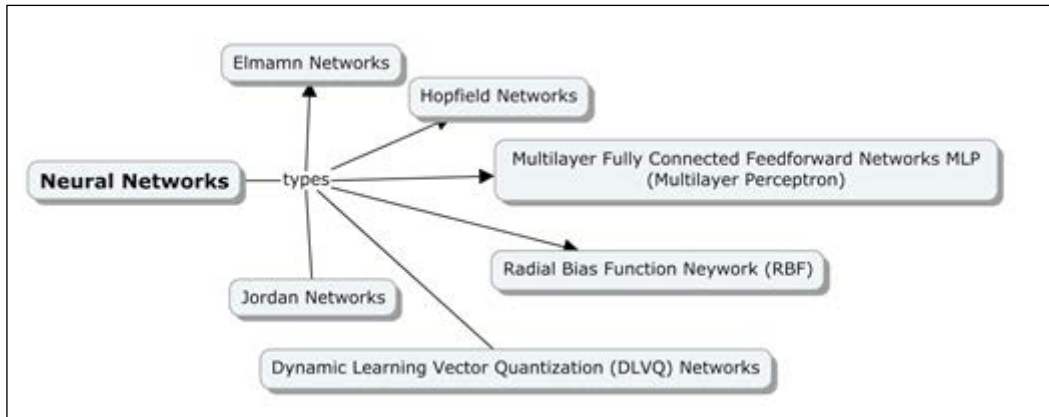 Elmamn Networks
Hopfield Networks
Multilayer Fully Connected Feedforward Networks MLP
(Multilayer Perceptron)
Neural Networks
types
Radial Bias Function Neywork (RBF)
Jordan Networks
Dynamic Learning Vector Quantization (DLVQ) Networks